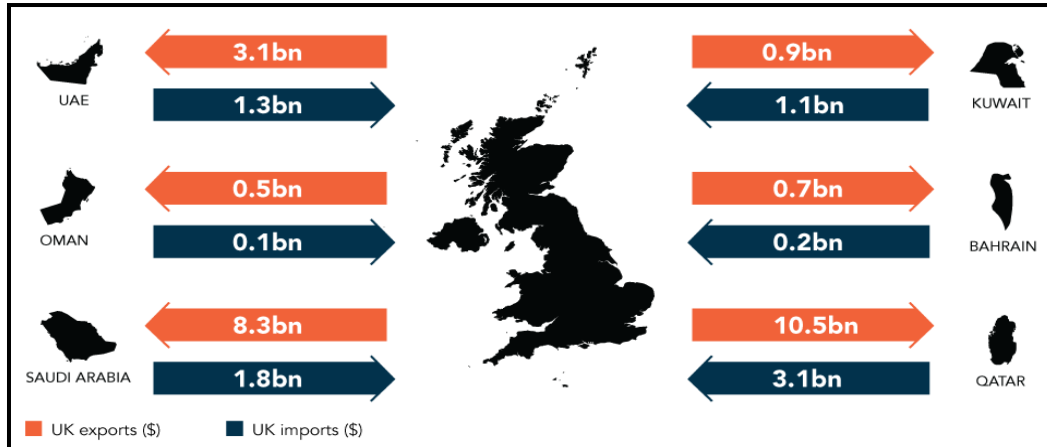 3.1bn
1.3bn
UAE
0.9bn
1.1bn
KUWAIT
0.5bn
0.1bn
OMAN
0.7bn
0.2bn
BAHRAIN
8.3bn
1.8bn
SAUDI ARABIA
10.5bn
3.1bn
QATAR
UK exports ($)
UK imports ($)